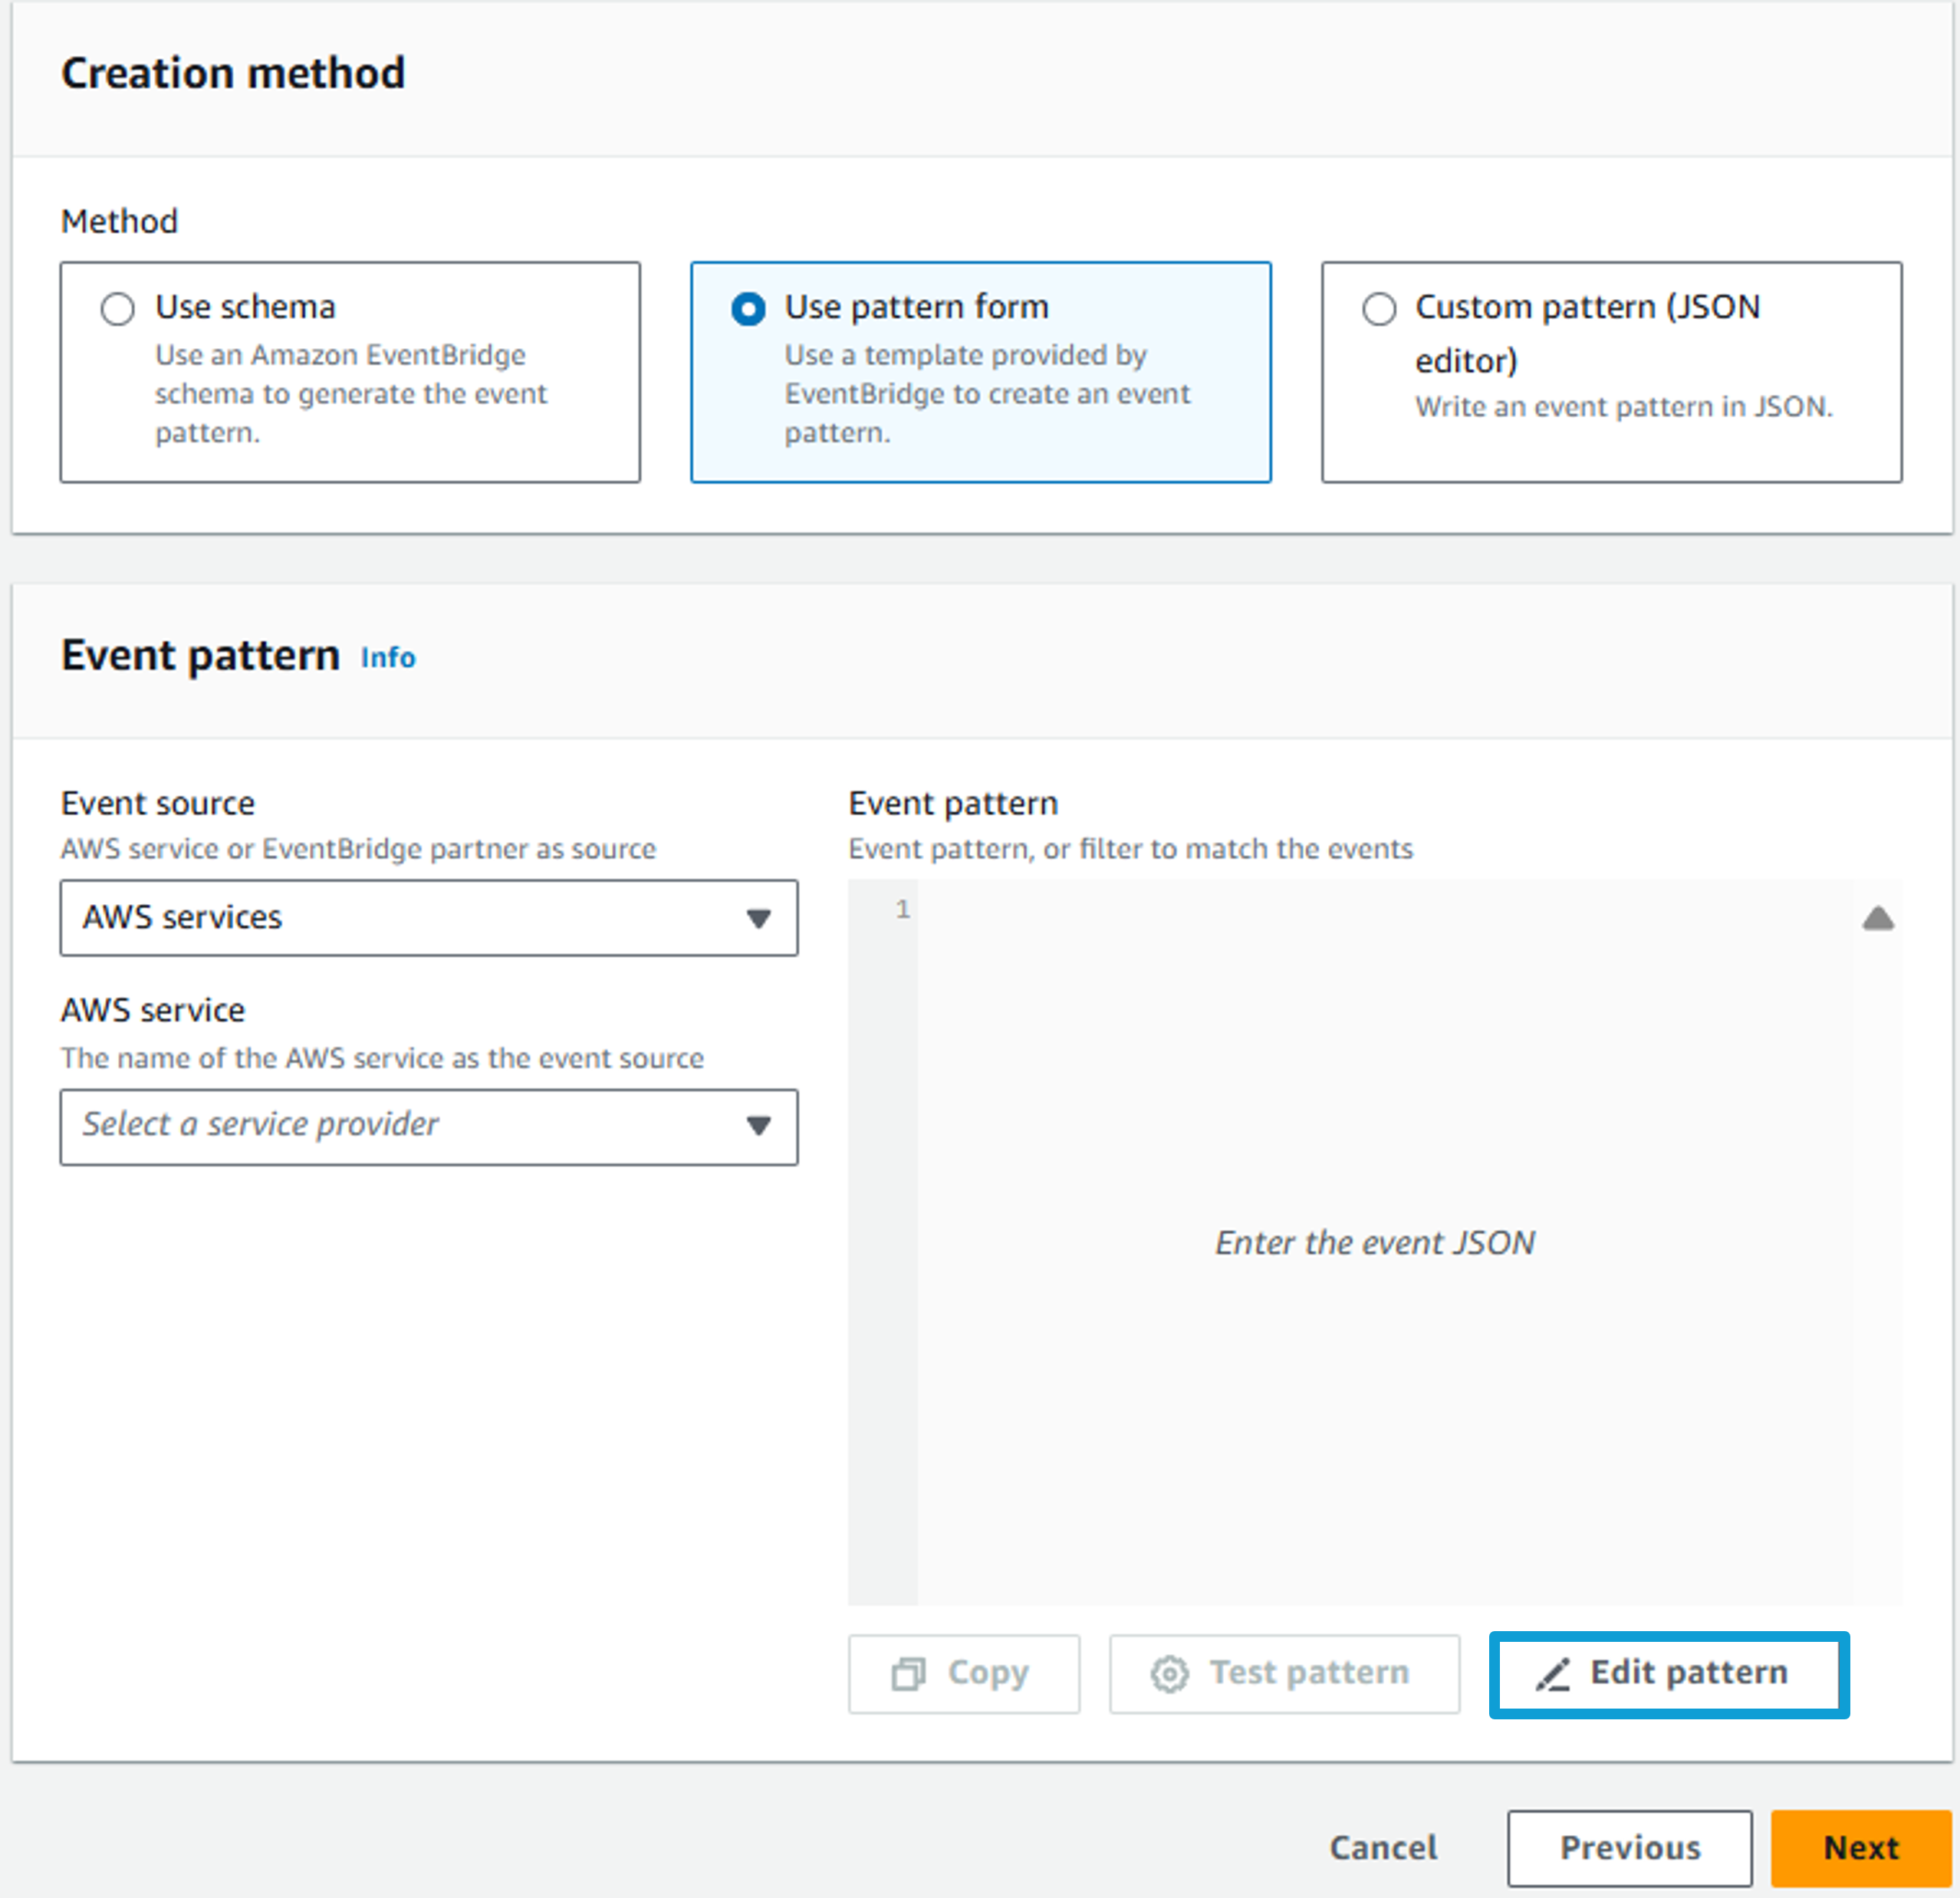 Creation method
Method
Use schema
Use an Amazon EventBridge
schema to generate the event
pattern.
Use pattern form
Use a template provided by
EventBridge to create an event
pattern.
Custom pattern (JSON
editor)
Write an event pattern in JSON.
Event pattern Info
Event source
AWS service or EventBridge partner as source
AWS services
AWS service
The name of the AWS service as the event source
Select a service provider
Event pattern
Event pattern, or filter to match the events
1
Enter the event JSON
Copy
Test pattern
Edit pattern
Cancel
Previous
Next